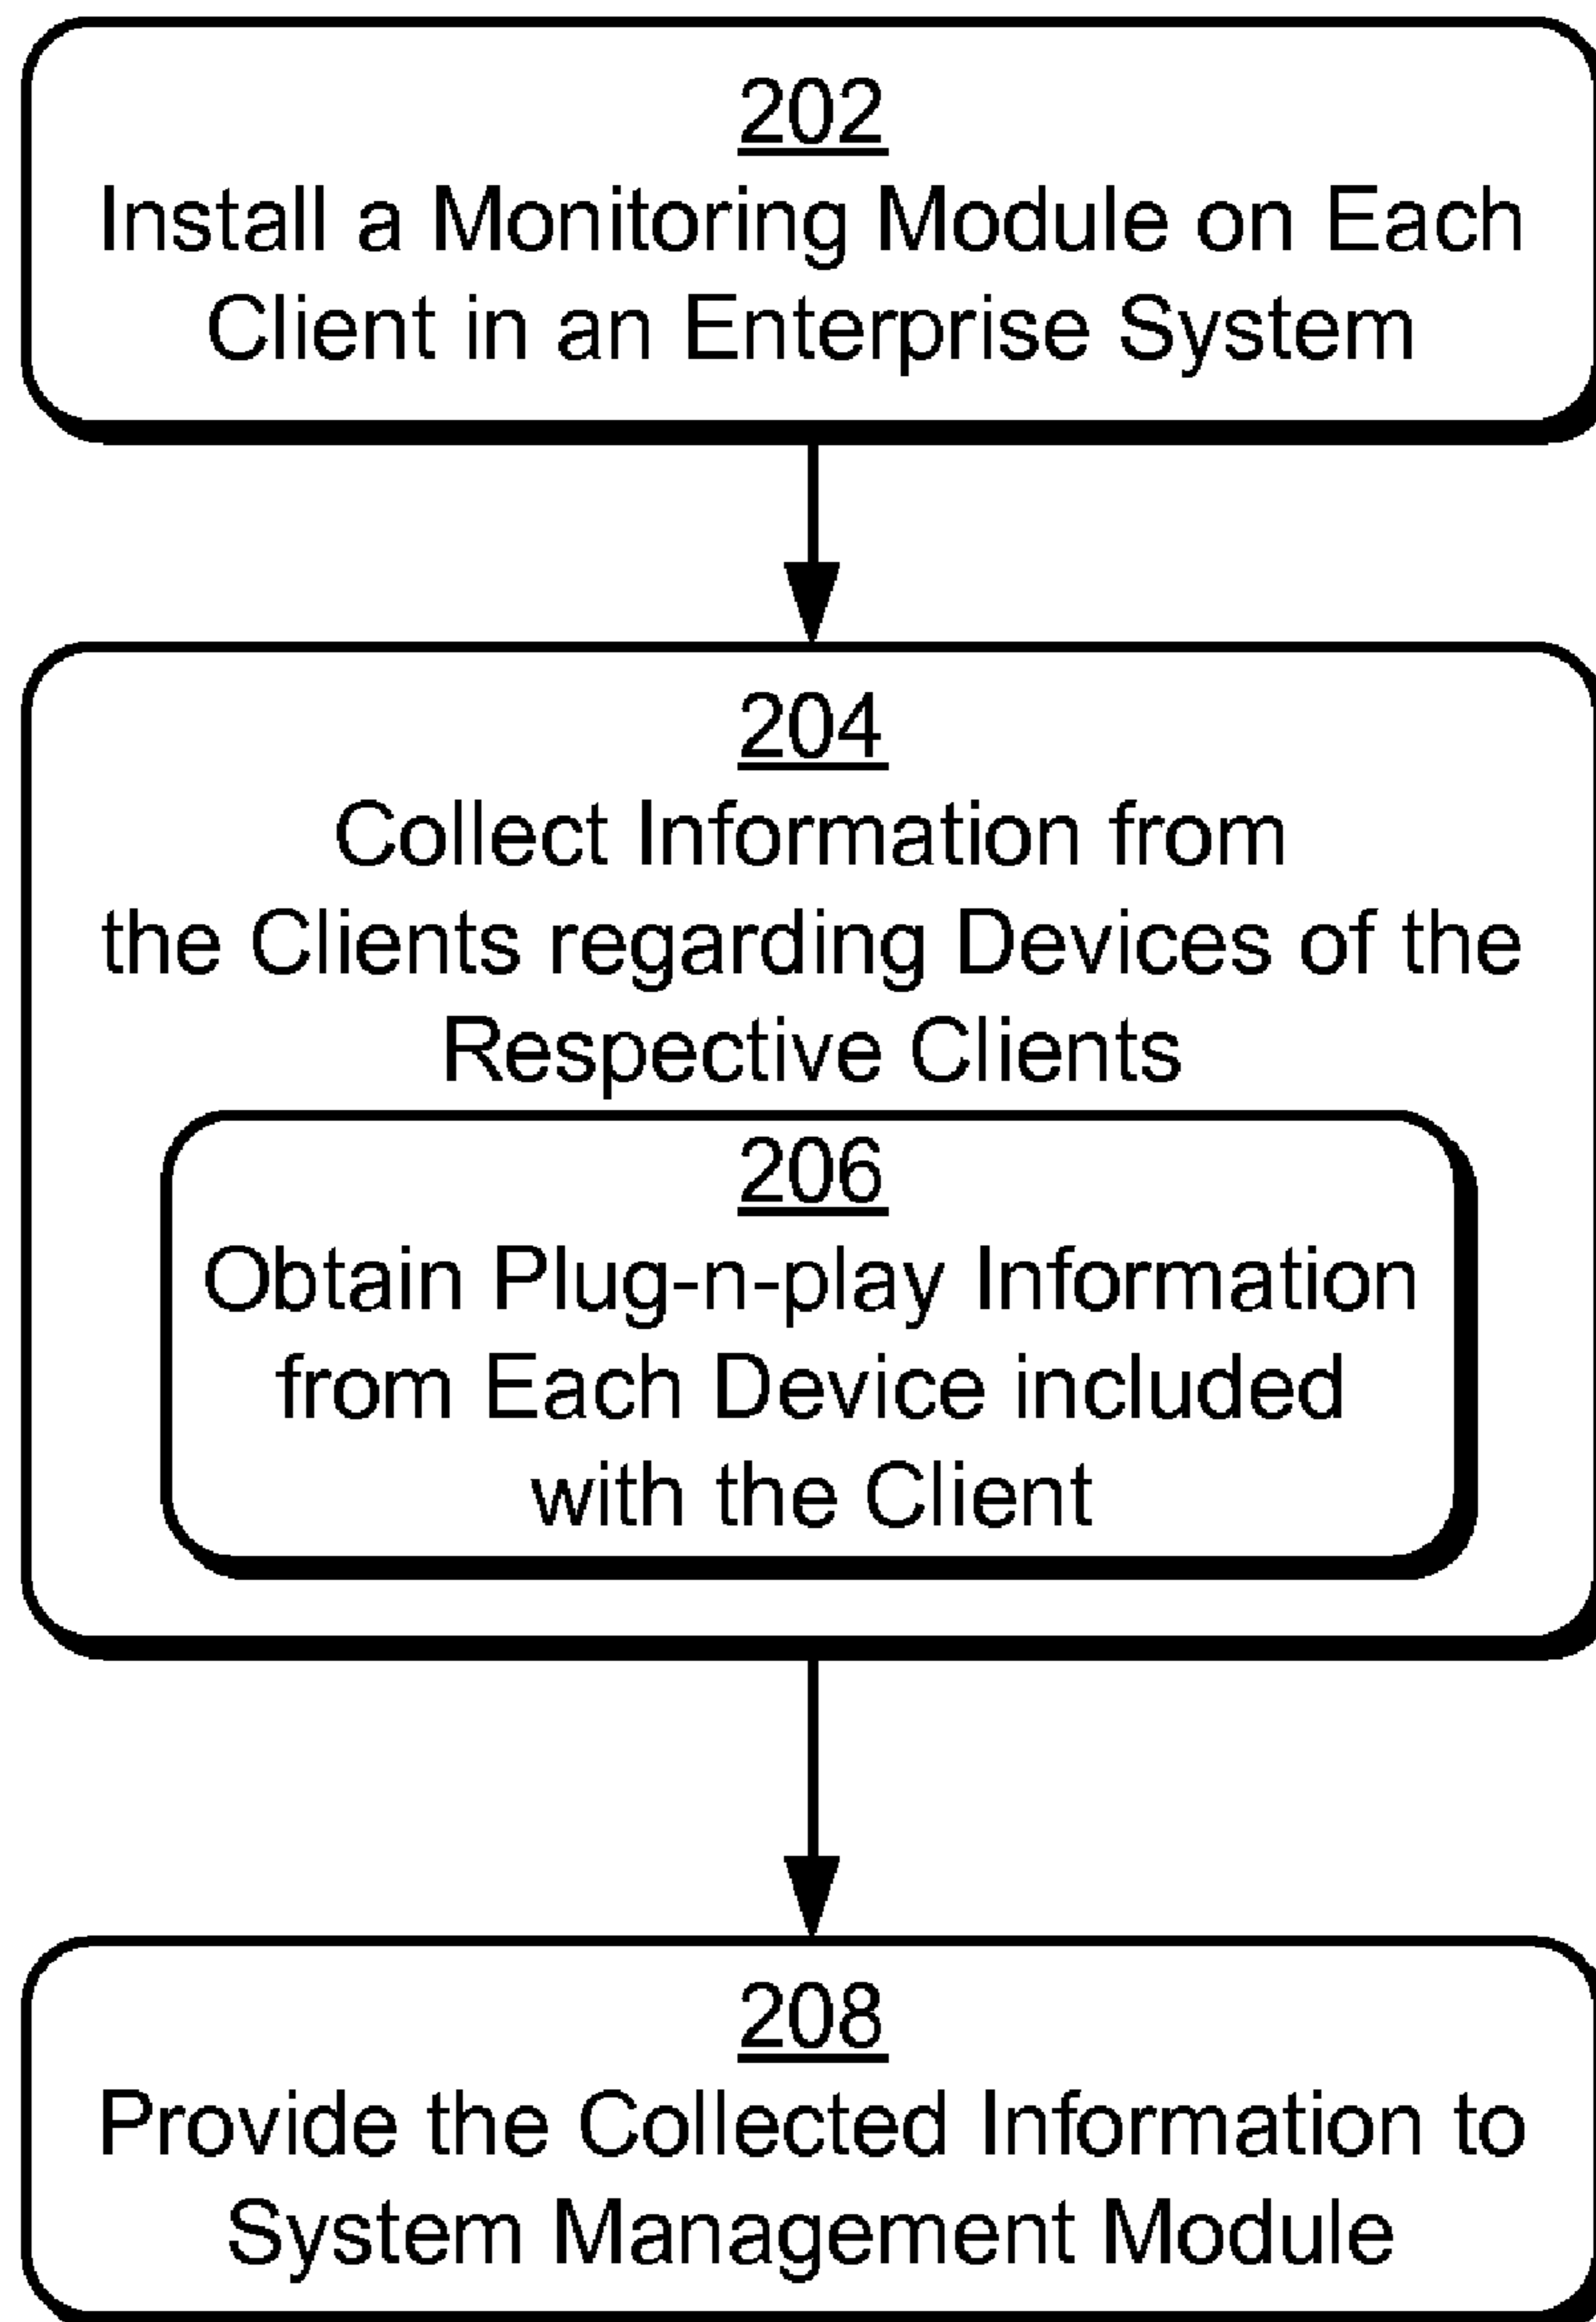 202
Install a Monitoring Module on Each
Client in an Enterprise System
204
Collect Information from
the Clients regarding Devices of the
Respective Clients
206
Obtain Plug-n-play Information
from Each Device included
with the Client
208
Provide the Collected Information to
System Management Module